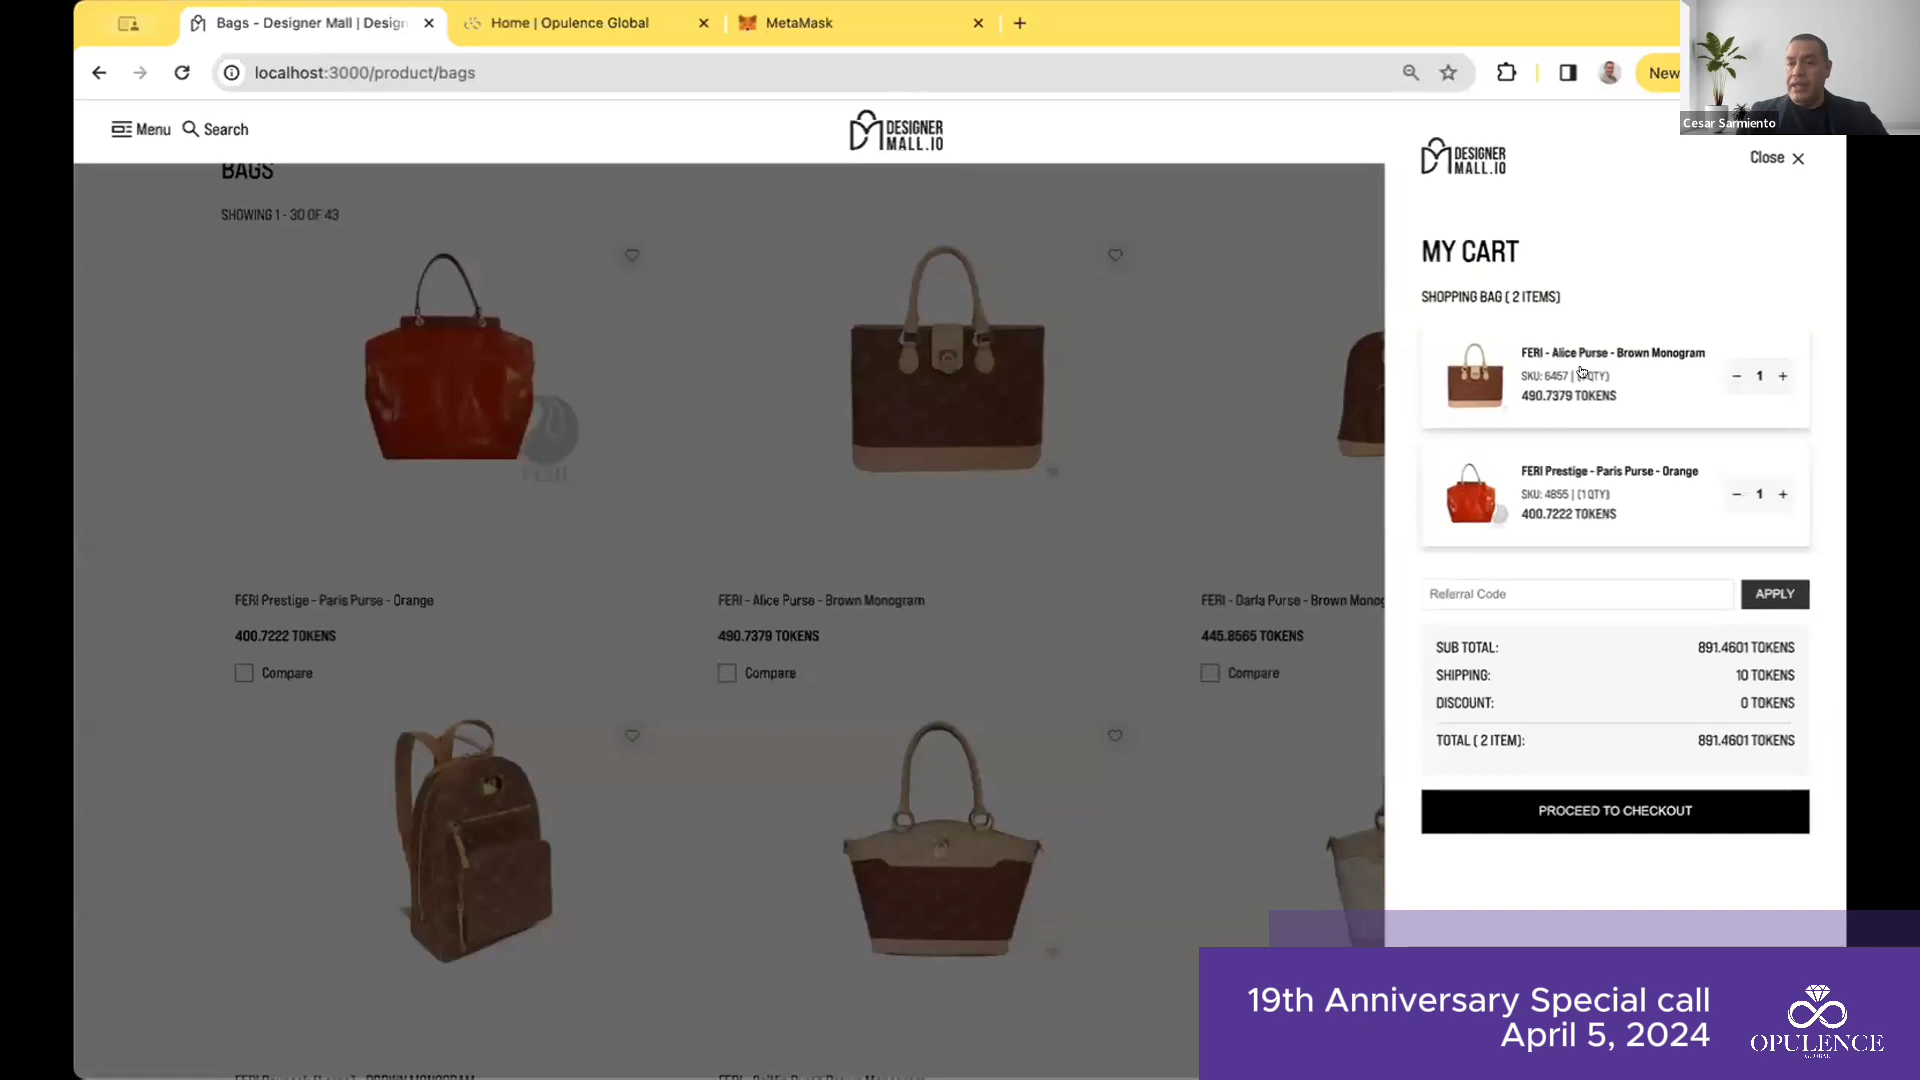 Bags - Designer Mall | Design
Home | Opulence Global
MetaMask
localhost:3000/product/bags
New
Cesar Sarmiento
Menu
Search
DESIGNER
MALL.IO
BAGS
SHOWING 1 - 30 OF 43
FERI Prestige - Paris Purse - Orange
400.7222 TOKENS
Compare
FERI - Alice Purse - Brown Monogram
490.7379 TOKENS
Compare
FERI - Darla Purse - Brown Monog
445.8565 TOKENS
Compare
DESIGNER
MALL.IO
Close
MY CART
SHOPPING BAG ( 2 ITEMS)
FERI - Alice Purse - Brown Monogram
SKU: 6457 | QTY)
490.7379 TOKENS
− 1 +
FERI Prestige - Paris Purse - Orange
SKU: 4855 | (1 QTY)
400.7222 TOKENS
− 1 +
Referral Code
APPLY
SUB TOTAL: 891.4601 TOKENS
SHIPPING: 10 TOKENS
DISCOUNT: 0 TOKENS
TOTAL ( 2 ITEM): 891.4601 TOKENS
PROCEED TO CHECKOUT
19th Anniversary Special call
April 5, 2024
OPULENCE
GLOBAL